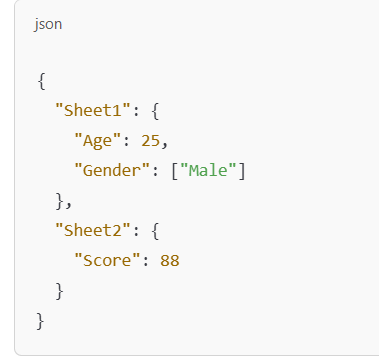 json
{
  "Sheet1": {
    "Age": 25,
    "Gender": ["Male"]
  },
  "Sheet2": {
    "Score": 88
  }
}